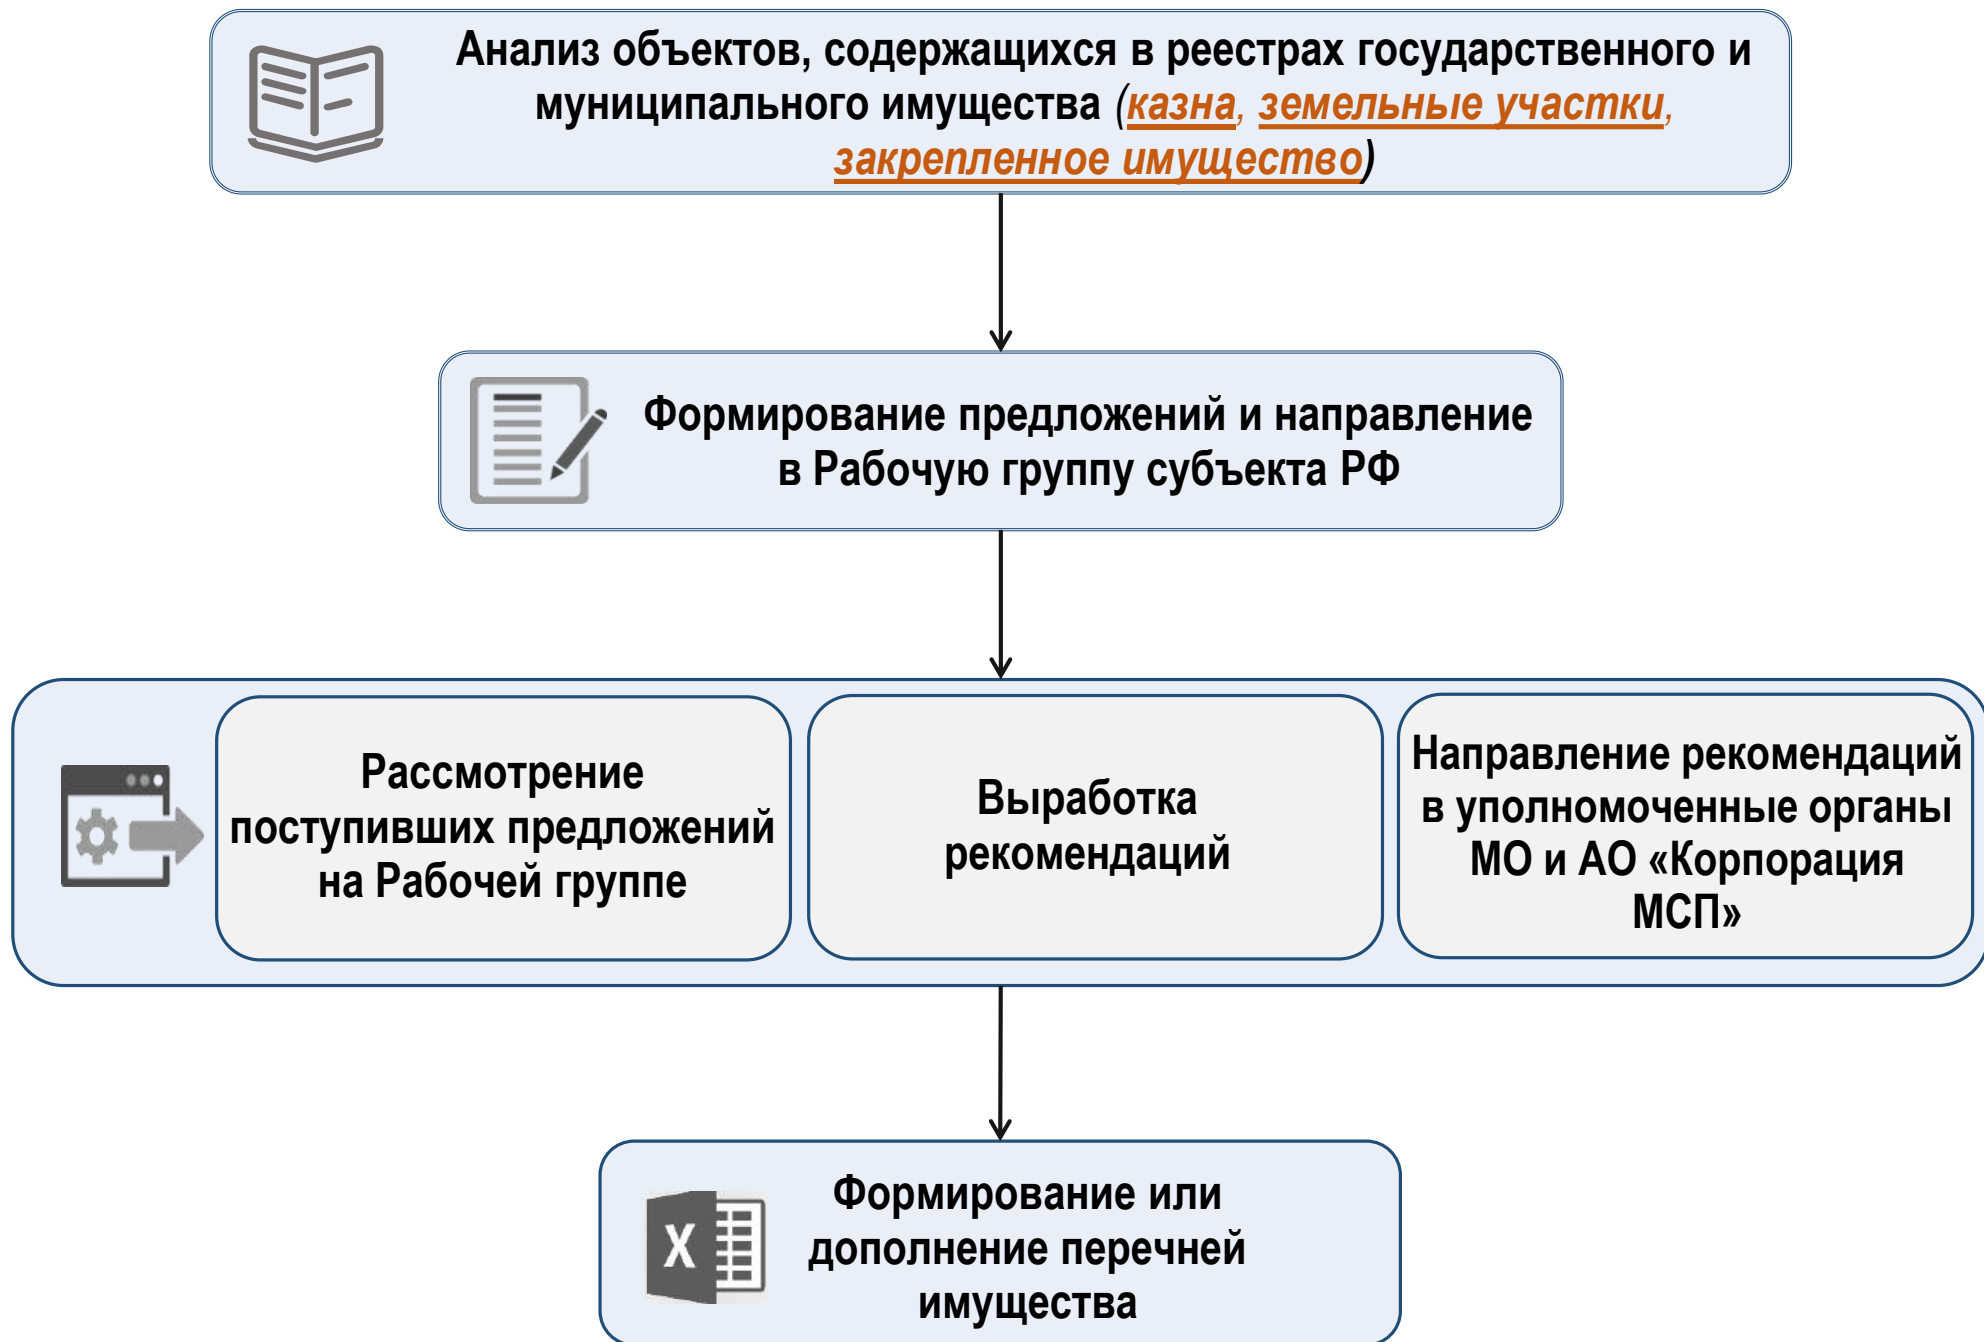 Анализ объектов, содержащихся в реестрах государственного и
муниципального имущества (казна, земельные участки,
закрепленное имущество)
Формирование предложений и направление
в Рабочую группу субъекта РФ
Рассмотрение
поступивших предложений
на Рабочей группе
Выработка
рекомендаций
Направление рекомендаций
в уполномоченные органы
МО и АО «Корпорация
МСП»
X
Формирование или
дополнение перечней
имущества